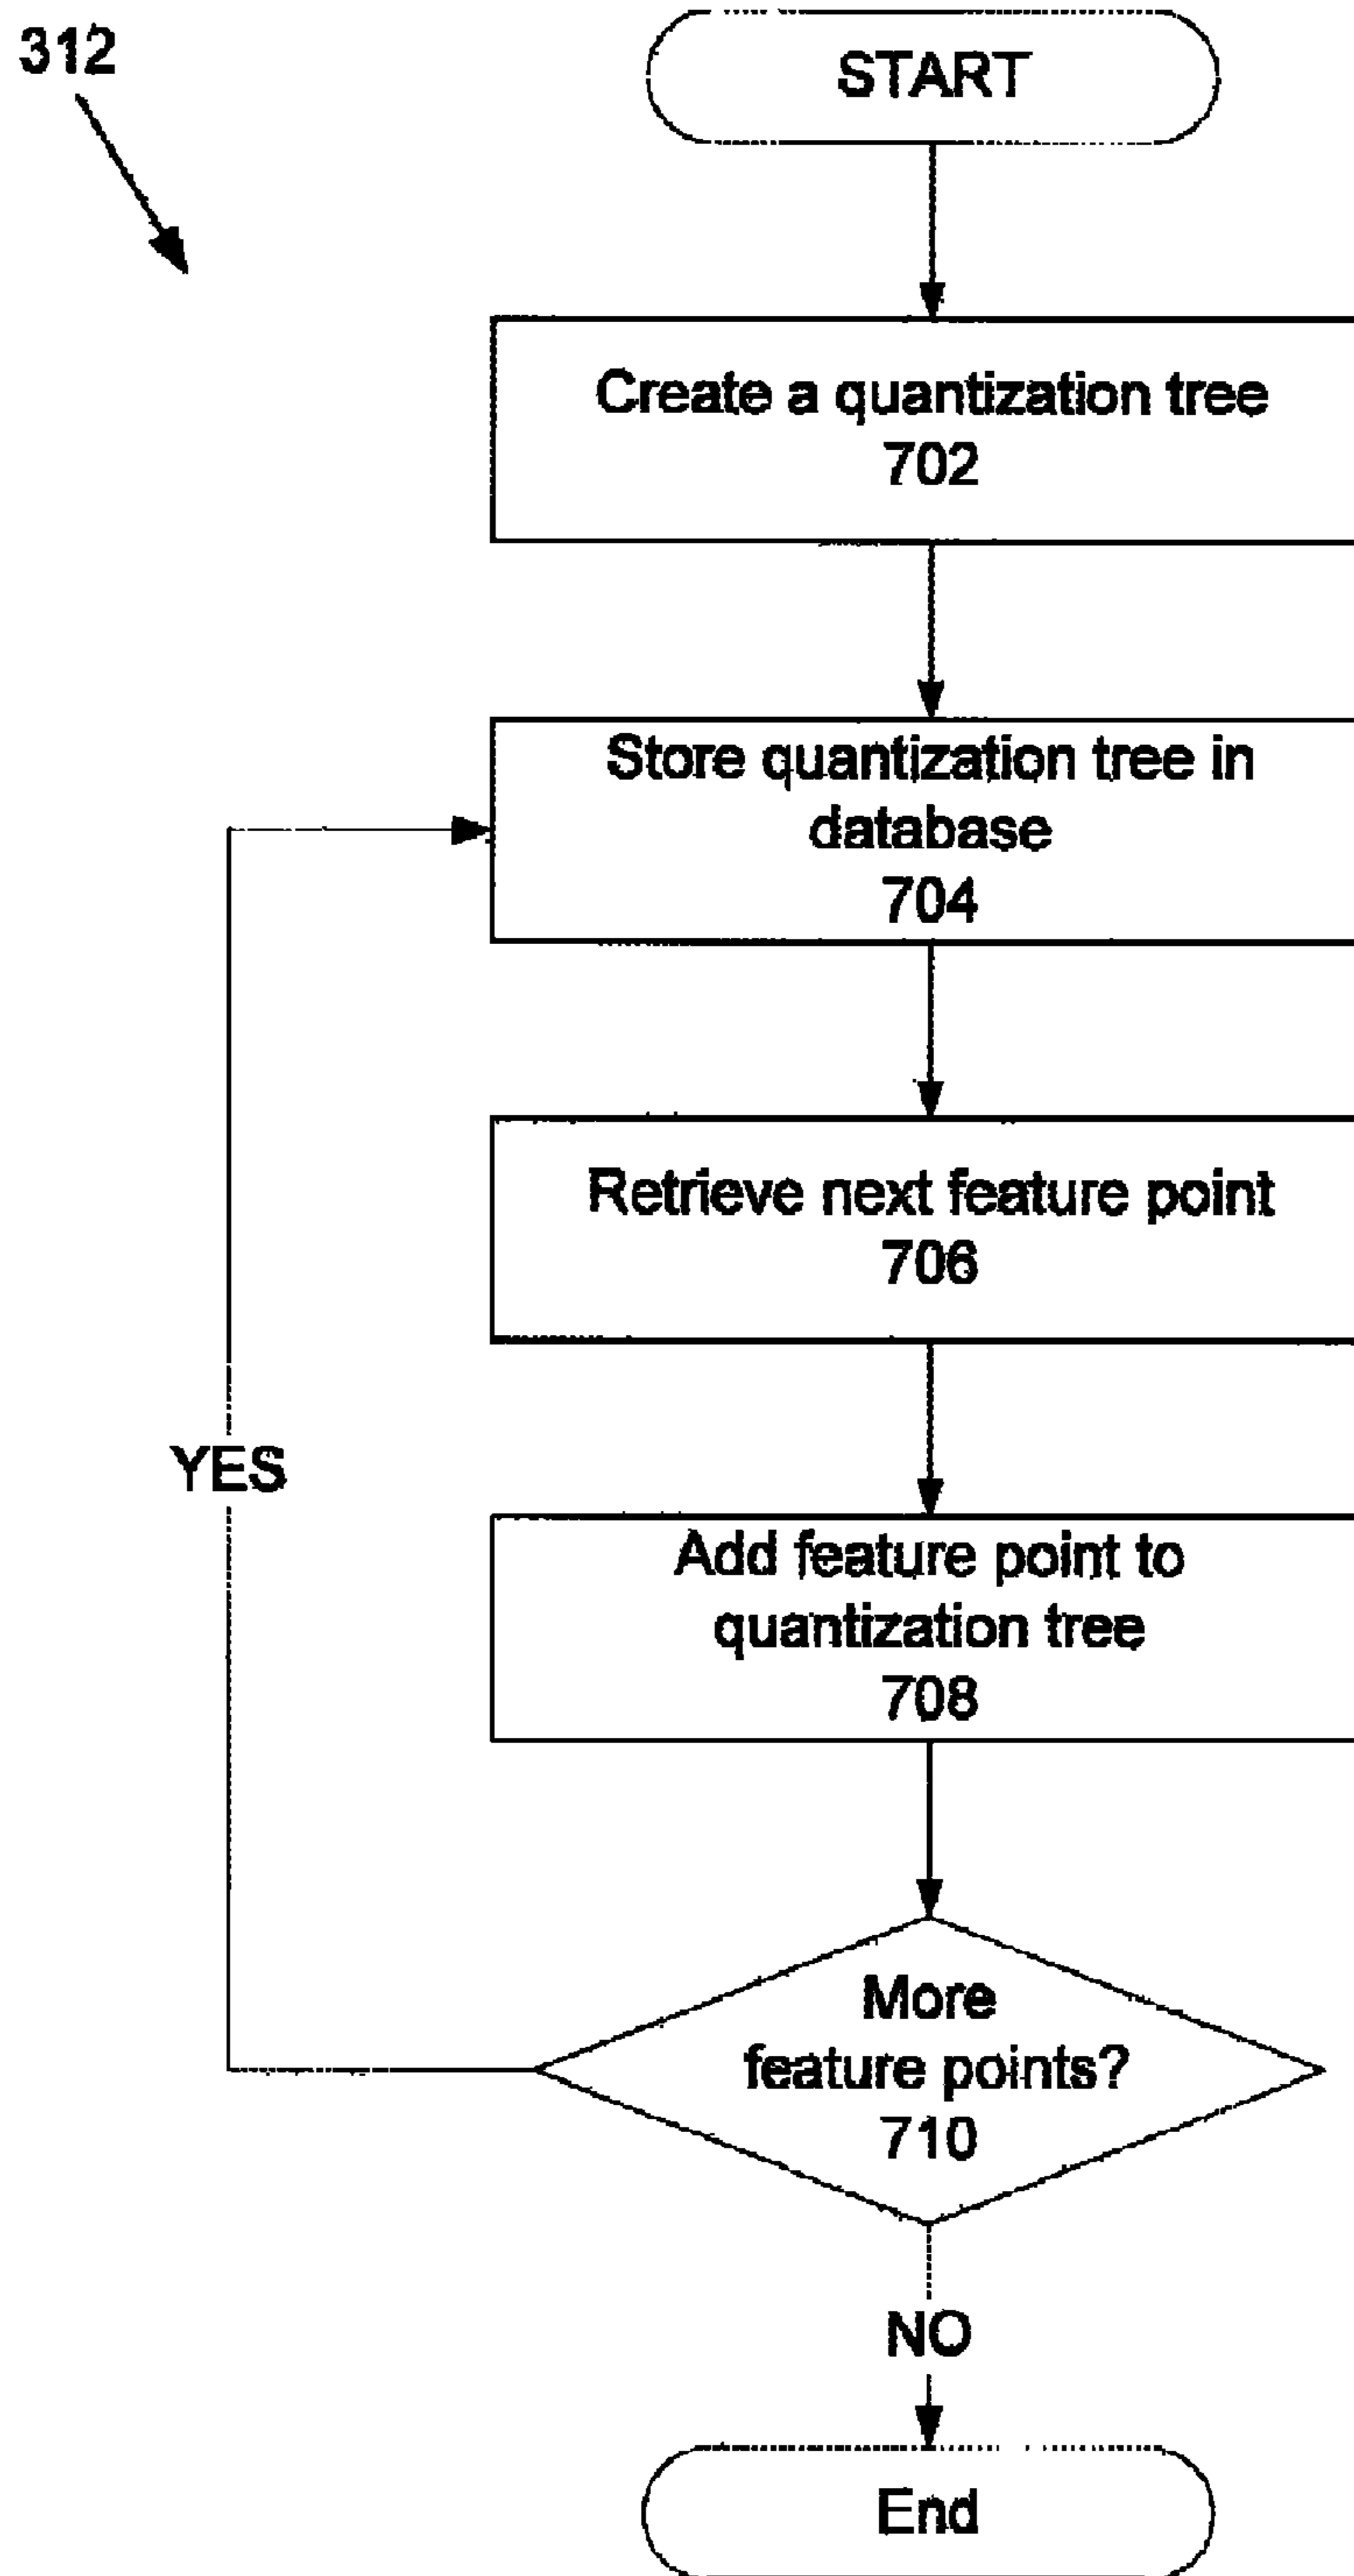 312
START
Create a quantization tree
702
Store quantization tree in
database
704
Retrieve next feature point
706
YES
Add feature point to
quantization tree
708
More
feature points?
710
NO
End